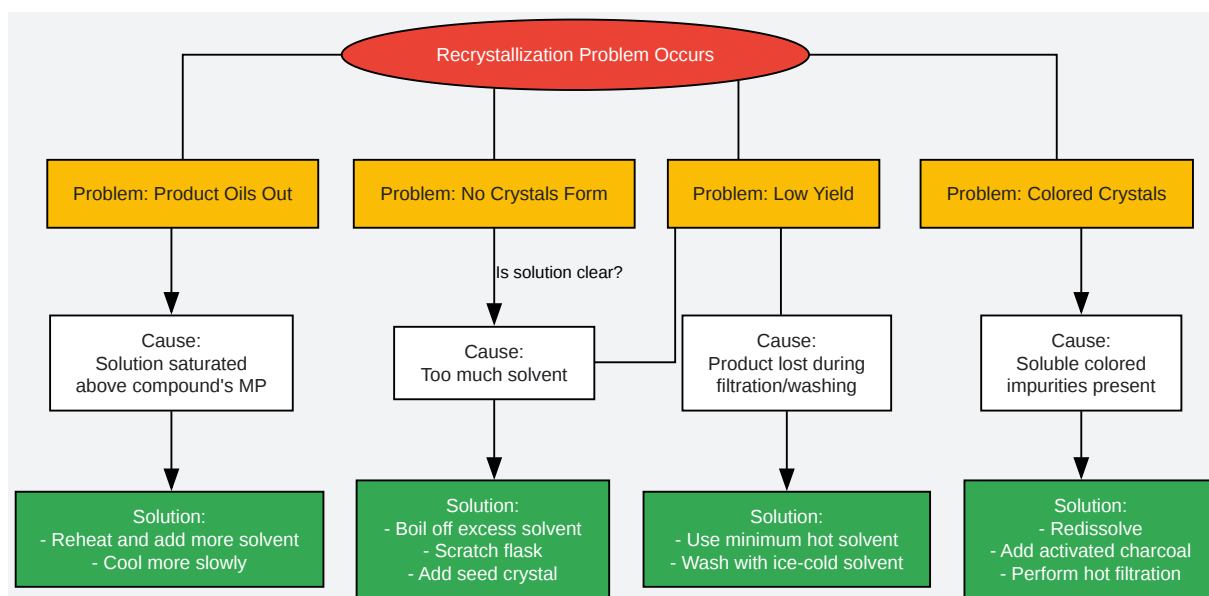 Recrystallization Problem Occurs
Problem: Product Oils Out
Problem: No Crystals Form
Problem: Low Yield
Problem: Colored Crystals
Is solution clear?
Cause:
Solution saturated
above compound's MP
Cause:
Too much solvent
Cause:
Product lost during
filtration/washing
Cause:
Soluble colored
impurities present
Solution:
- Reheat and add more solvent
- Cool more slowly
Solution:
- Boil off excess solvent
- Scratch flask
- Add seed crystal
Solution:
- Use minimum hot solvent
- Wash with ice-cold solvent
Solution:
- Redissolve
- Add activated charcoal
- Perform hot filtration